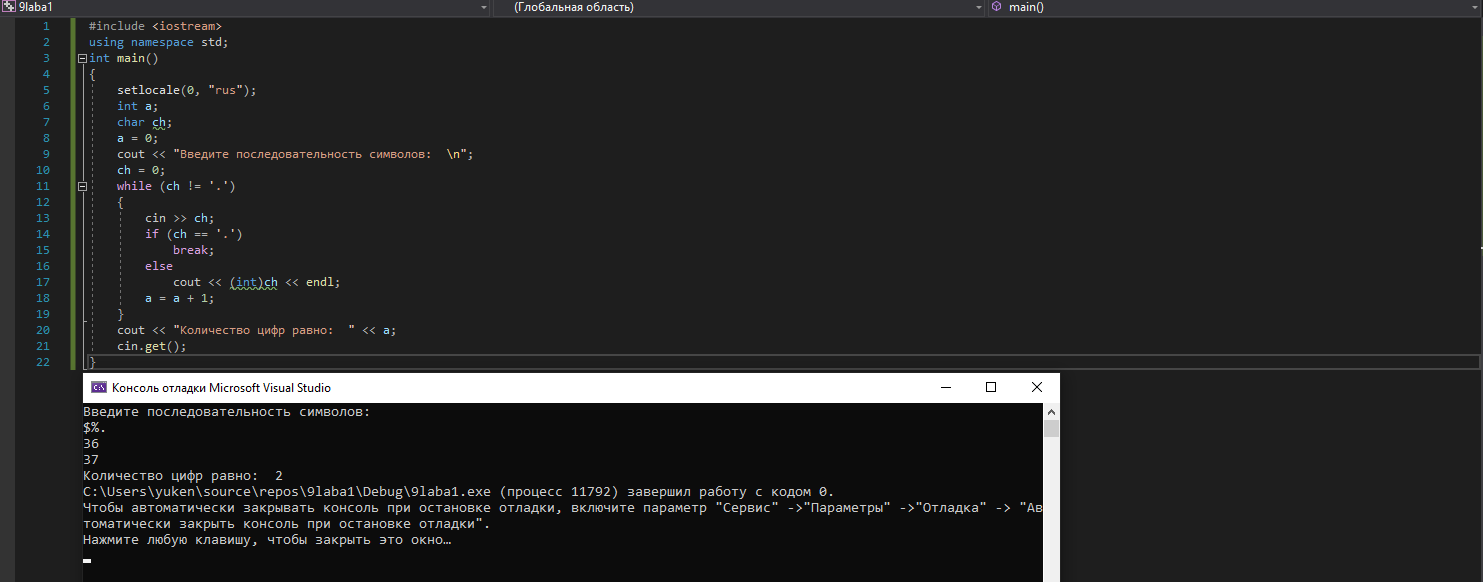 9laba1 (Глобальная область) main()
1 #include <iostream>
2 using namespace std;
3 int main()
4 {
5 setlocale(0, "rus");
6 int a;
7 char ch;
8 a = 0;
9 cout << "Введите последовательность символов:  \n";
10 ch = 0;
11 while (ch != '.')
12 {
13 cin >> ch;
14 if (ch == '.')
15 break;
16 else
17 cout << (int)ch << endl;
18 a = a + 1;
19 }
20 cout << "Количество цифр равно:  " << a;
21 cin.get();
22 }
C:\ Консоль отладки Microsoft Visual Studio
Введите последовательность символов:
$%.
36
37
Количество цифр равно:  2
C:\Users\yuken\source\repos\9laba1\Debug\9laba1.exe (процесс 11792) завершил работу с кодом 0.
Чтобы автоматически закрывать консоль при остановке отладки, включите параметр "Сервис" ->"Параметры" ->"Отладка" -> "Ав
томатически закрыть консоль при остановке отладки".
Нажмите любую клавишу, чтобы закрыть это окно…